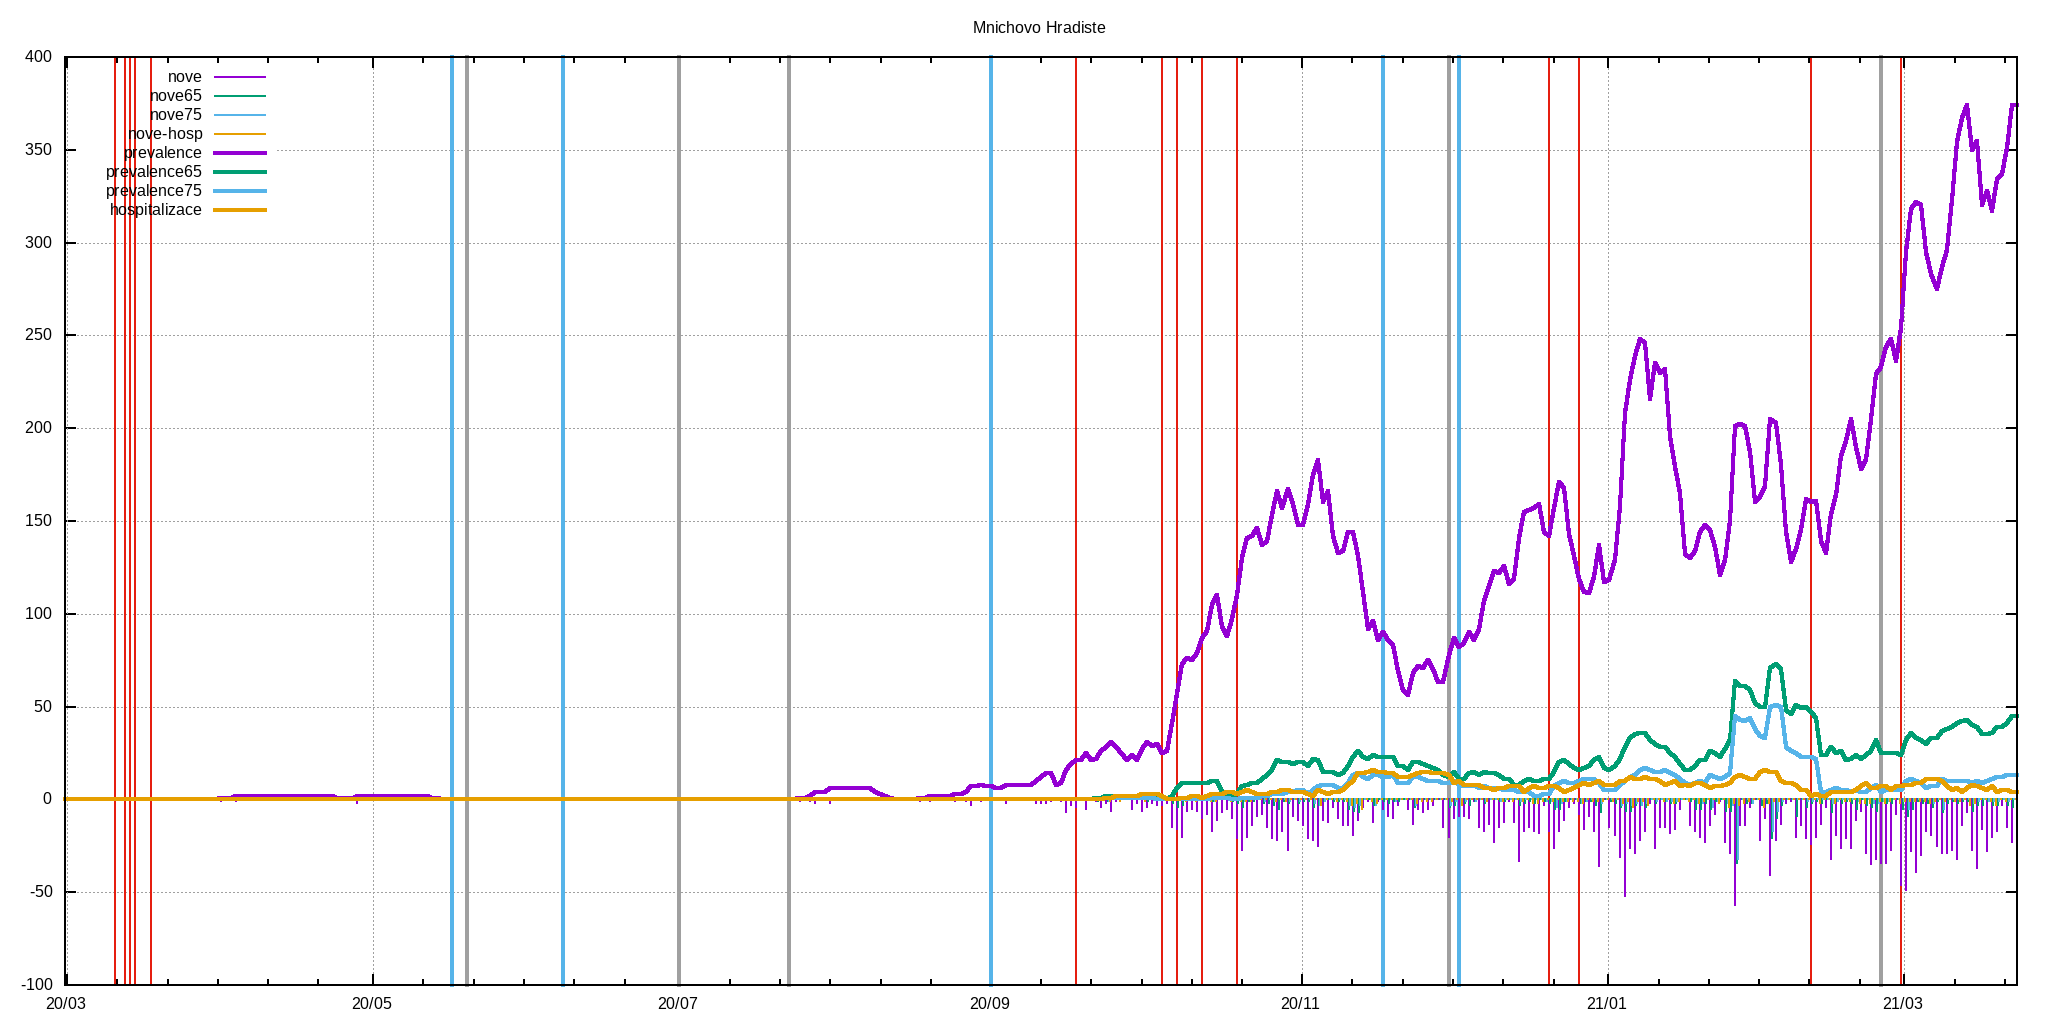 Mnichovo Hradiste
400
350
300
250
200
150
100
50
0
-50
-100
nove
nove65
nove75
nove-hosp
prevalence
prevalence65
prevalence75
hospitalizace
20/03 20/05 20/07 20/09 20/11 21/01 21/03